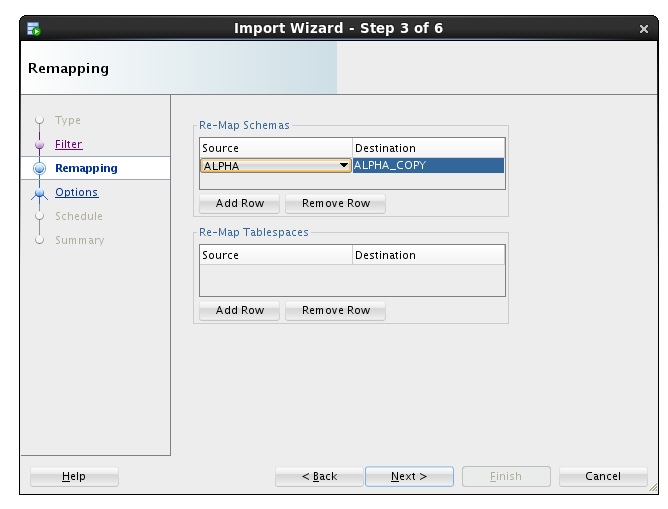 Import Wizard - Step 3 of 6
Remapping
Type
Filter
Remapping
Options
Schedule
Summary
Re-Map Schemas
Source Destination
ALPHA ALPHA_COPY
Add Row Remove Row
Re-Map Tablespaces
Source Destination
Add Row Remove Row
Help < Back Next > Finish Cancel